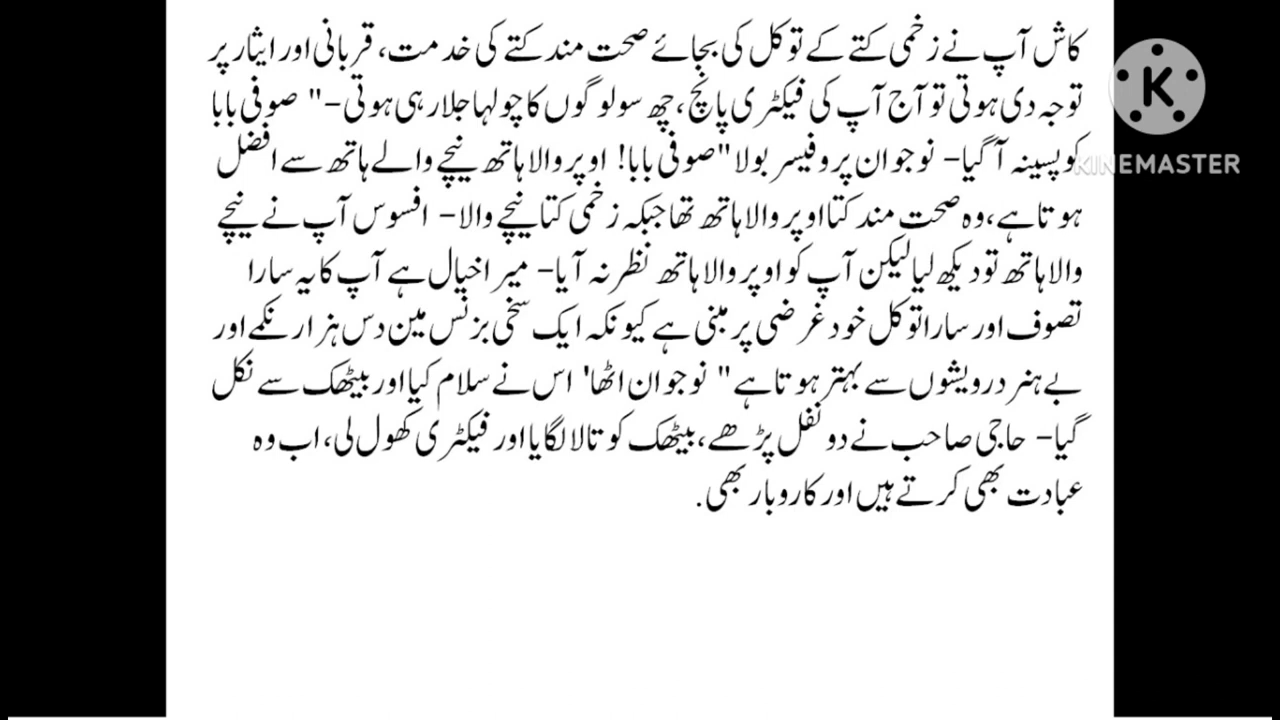 کاش آپ نے زخمی کتے کے توکل کی بجائے صحت مند کتے کی خدمت، قربانی اور ایثار پر
توجہ دی ہوتی تو آج آپ کی فیکٹری پانچ، چھ سو لوگوں کا چولہا جلا رہی ہوتی-" صوفی بابا
کو پسینہ آ گیا- نوجوان پروفیسر بولا "صوفی بابا! اوپر والا ہاتھ نیچے والے ہاتھ سے افضل
ہوتا ہے، وہ صحت مند کتا اوپر والا ہاتھ تھا جبکہ زخمی کتا نیچے والا- افسوس آپ نے نیچے
والا ہاتھ تو دیکھ لیا لیکن آپ کو اوپر والا ہاتھ نظر نہ آیا- میرا خیال ہے آپ کا یہ سارا
تصوف اور سارا توکل خود غرضی پر مبنی ہے کیونکہ ایک سخی بزنس مین دس ہزار نکمے اور
بے ہنر درویشوں سے بہتر ہوتا ہے" نوجوان اٹھا' اس نے سلام کیا اور بیٹھک سے نکل
گیا- حاجی صاحب نے دو نفل پڑھے، بیٹھک کو تالا لگایا اور فیکٹری کھول لی، اب وہ
عبادت بھی کرتے ہیں اور کاروبار بھی.
K
KINEMASTER